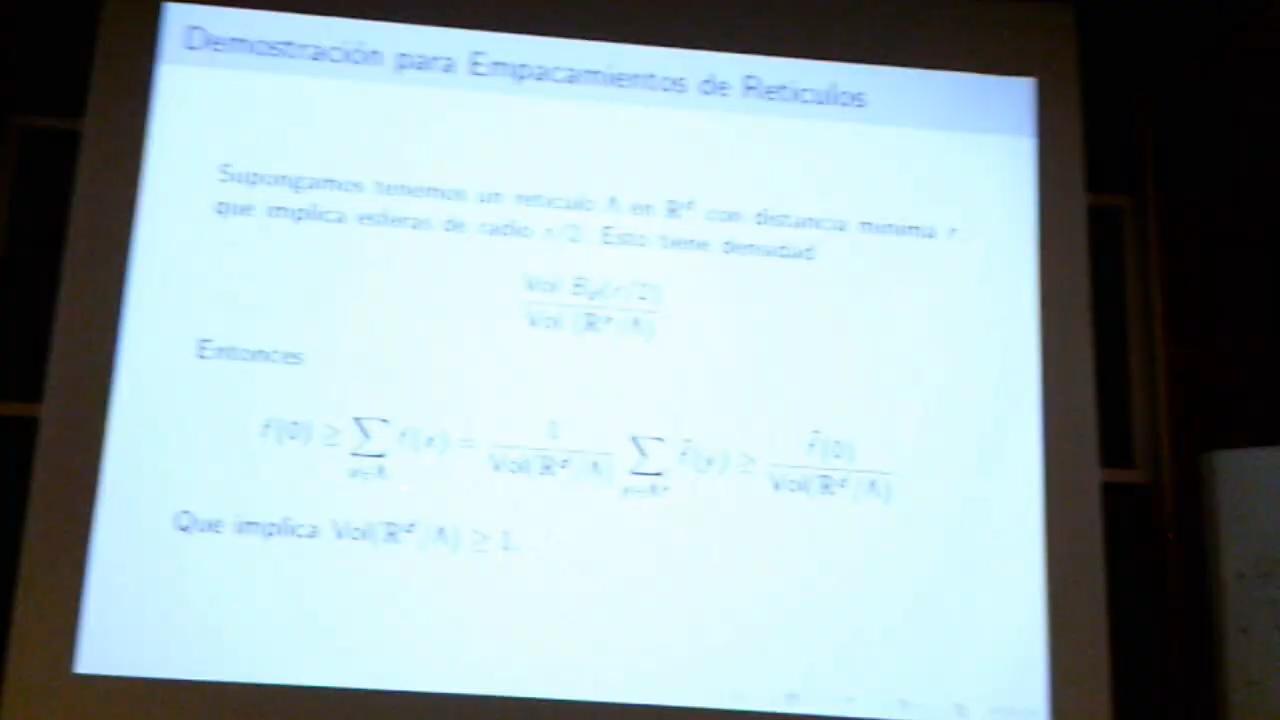 Demostración para Empacamientos de Retículos
Supongamos tenemos un retículo Λ en ℝᵈ con distancia mínima r,
que implica esferas de radio r/2. Esto tiene densidad
Vol B_d(r/2)
Vol (ℝᵈ/Λ)
Entonces
f(0) ≥ ∑_{x∈Λ} f(x) = 1/Vol(ℝᵈ/Λ) ∑_{y∈Λ*} f̂(y) ≥ f̂(0)/Vol(ℝᵈ/Λ)
Que implica Vol(ℝᵈ/Λ) ≥ 1.